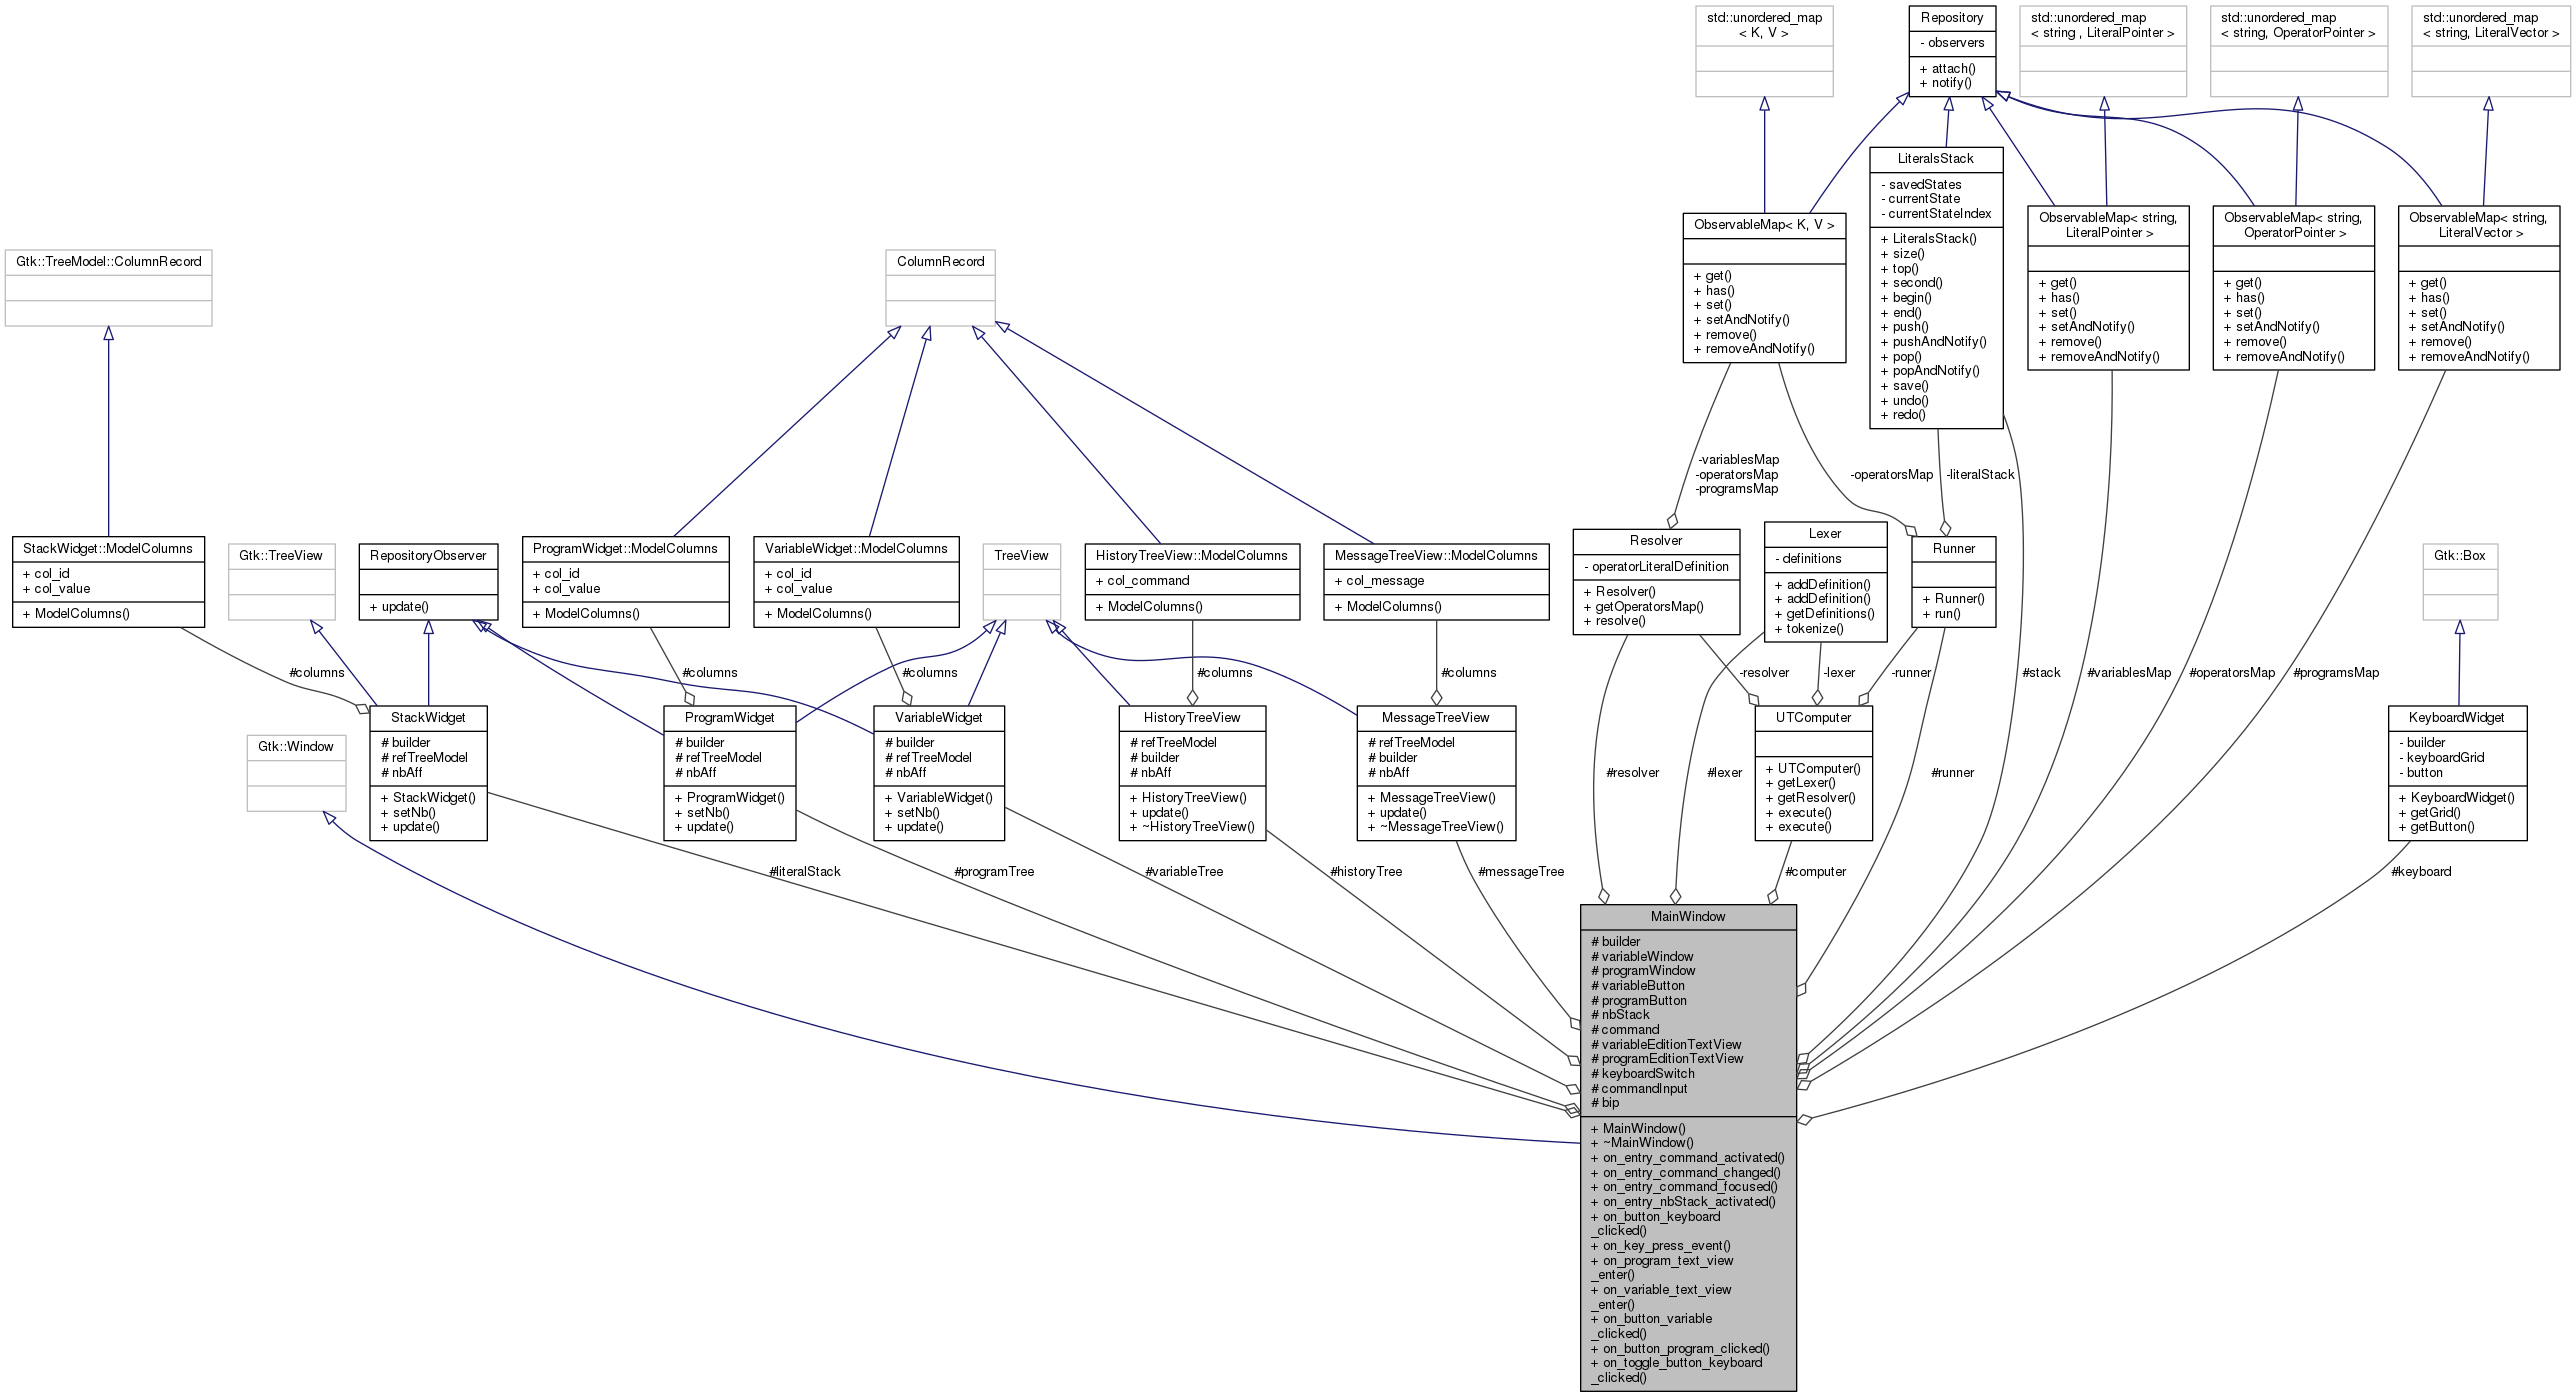 std::unordered_map
< K, V >
Repository
- observers
+ attach()
+ notify()
std::unordered_map
< string , LiteralPointer >
std::unordered_map
< string, OperatorPointer >
std::unordered_map
< string, LiteralVector >
Gtk::TreeModel::ColumnRecord
ColumnRecord
ObservableMap< K, V >
+ get()
+ has()
+ set()
+ setAndNotify()
+ remove()
+ removeAndNotify()
LiteralsStack
- savedStates
- currentState
- currentStateIndex
+ LiteralsStack()
+ size()
+ top()
+ second()
+ begin()
+ end()
+ push()
+ pushAndNotify()
+ pop()
+ popAndNotify()
+ save()
+ undo()
+ redo()
ObservableMap< string,
LiteralPointer >
+ get()
+ has()
+ set()
+ setAndNotify()
+ remove()
+ removeAndNotify()
ObservableMap< string,
OperatorPointer >
+ get()
+ has()
+ set()
+ setAndNotify()
+ remove()
+ removeAndNotify()
ObservableMap< string,
LiteralVector >
+ get()
+ has()
+ set()
+ setAndNotify()
+ remove()
+ removeAndNotify()
-variablesMap
-operatorsMap
-programsMap
-operatorsMap
-literalStack
StackWidget::ModelColumns
+ col_id
+ col_value
+ ModelColumns()
Gtk::TreeView
RepositoryObserver
+ update()
ProgramWidget::ModelColumns
+ col_id
+ col_value
+ ModelColumns()
VariableWidget::ModelColumns
+ col_id
+ col_value
+ ModelColumns()
TreeView
HistoryTreeView::ModelColumns
+ col_command
+ ModelColumns()
MessageTreeView::ModelColumns
+ col_message
+ ModelColumns()
Resolver
- operatorLiteralDefinition
+ Resolver()
+ getOperatorsMap()
+ resolve()
Lexer
- definitions
+ addDefinition()
+ addDefinition()
+ getDefinitions()
+ tokenize()
Runner
+ Runner()
+ run()
Gtk::Box
#columns
#columns
#columns
#columns
#columns
-resolver
-lexer
-runner
#stack
#variablesMap
#operatorsMap
#programsMap
Gtk::Window
StackWidget
# builder
# refTreeModel
# nbAff
+ StackWidget()
+ setNb()
+ update()
ProgramWidget
# builder
# refTreeModel
# nbAff
+ ProgramWidget()
+ setNb()
+ update()
VariableWidget
# builder
# refTreeModel
# nbAff
+ VariableWidget()
+ setNb()
+ update()
HistoryTreeView
# refTreeModel
# builder
# nbAff
+ HistoryTreeView()
+ update()
+ ~HistoryTreeView()
MessageTreeView
# refTreeModel
# builder
# nbAff
+ MessageTreeView()
+ update()
+ ~MessageTreeView()
#resolver
#lexer
UTComputer
+ UTComputer()
+ getLexer()
+ getResolver()
+ execute()
+ execute()
#runner
KeyboardWidget
- builder
- keyboardGrid
- button
+ KeyboardWidget()
+ getGrid()
+ getButton()
#literalStack
#programTree
#variableTree
#historyTree
#messageTree
#computer
#keyboard
MainWindow
# builder
# variableWindow
# programWindow
# variableButton
# programButton
# nbStack
# command
# variableEditionTextView
# programEditionTextView
# keyboardSwitch
# commandInput
# bip
+ MainWindow()
+ ~MainWindow()
+ on_entry_command_activated()
+ on_entry_command_changed()
+ on_entry_command_focused()
+ on_entry_nbStack_activated()
+ on_button_keyboard
_clicked()
+ on_key_press_event()
+ on_program_text_view
_enter()
+ on_variable_text_view
_enter()
+ on_button_variable
_clicked()
+ on_button_program_clicked()
+ on_toggle_button_keyboard
_clicked()